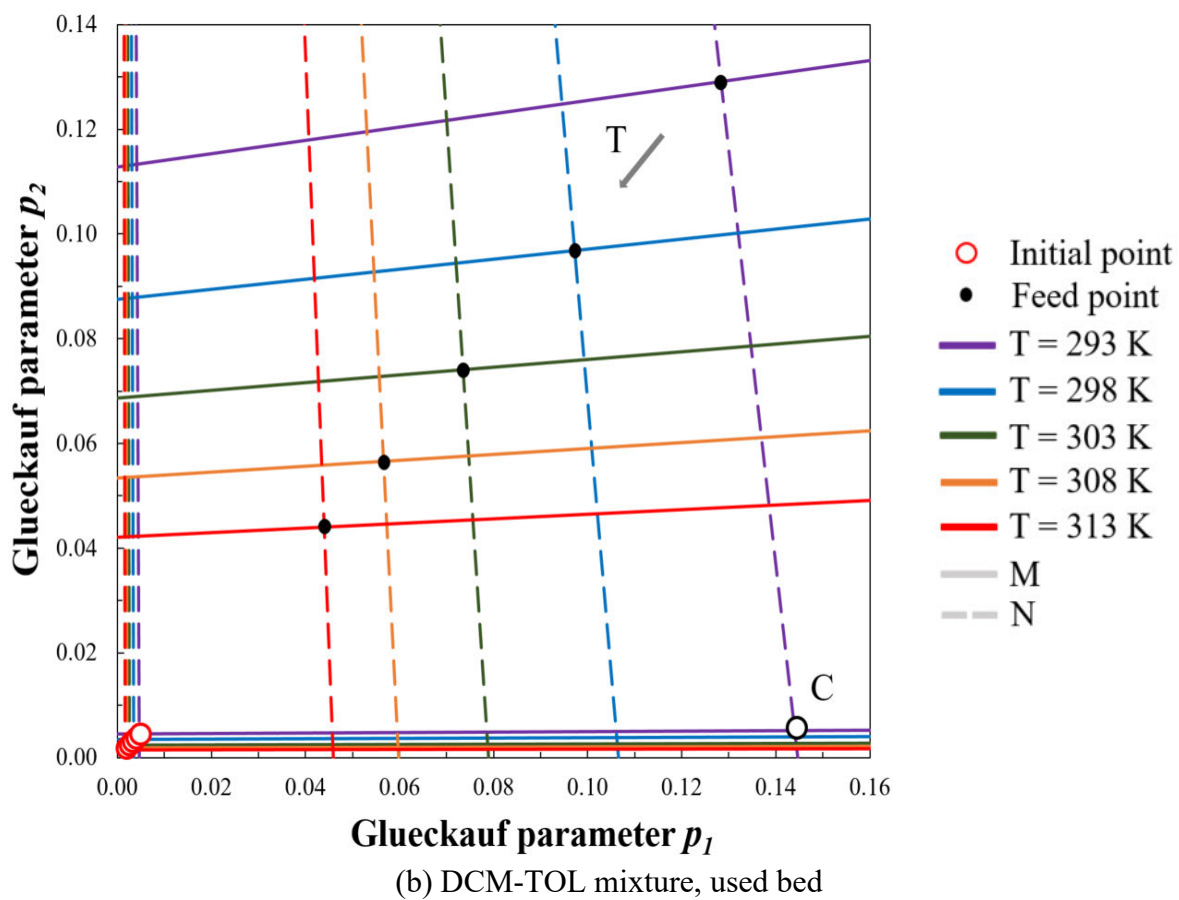 0.14
0.12
0.10
0.08
0.06
0.04
0.02
0.00
Glueckauf parameter p2
T
C
0.00 0.02 0.04 0.06 0.08 0.10 0.12 0.14 0.16
Glueckauf parameter p1
Initial point
Feed point
T = 293 K
T = 298 K
T = 303 K
T = 308 K
T = 313 K
M
N
(b) DCM-TOL mixture, used bed